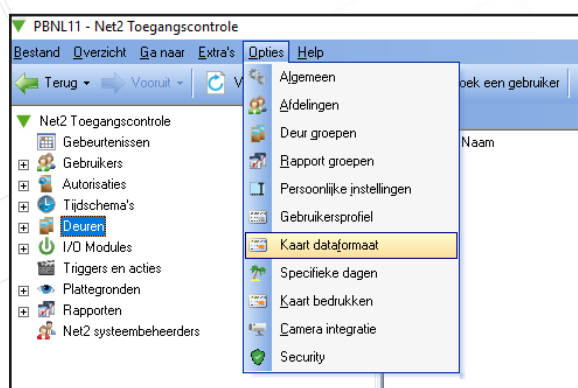 PBNL11 - Net2 Toegangscontrole
Bestand Overzicht Ga naar Extra's Opties Help
Terug Vooruit V oek een gebruiker
Net2 Toegangscontrole
Gebeurtenissen
Gebruikers
Autorisaties
Tijdschema's
Deuren
I/O Modules
Triggers en acties
Plattegronden
Rapporten
Net2 systeembeheerders
Algemeen
Afdelingen
Deur groepen
Rapport groepen
Persoonlijke instellingen
Gebruikersprofiel
Kaart dataformaat
Specifieke dagen
Kaart bedrukken
Camera integratie
Security
Naam